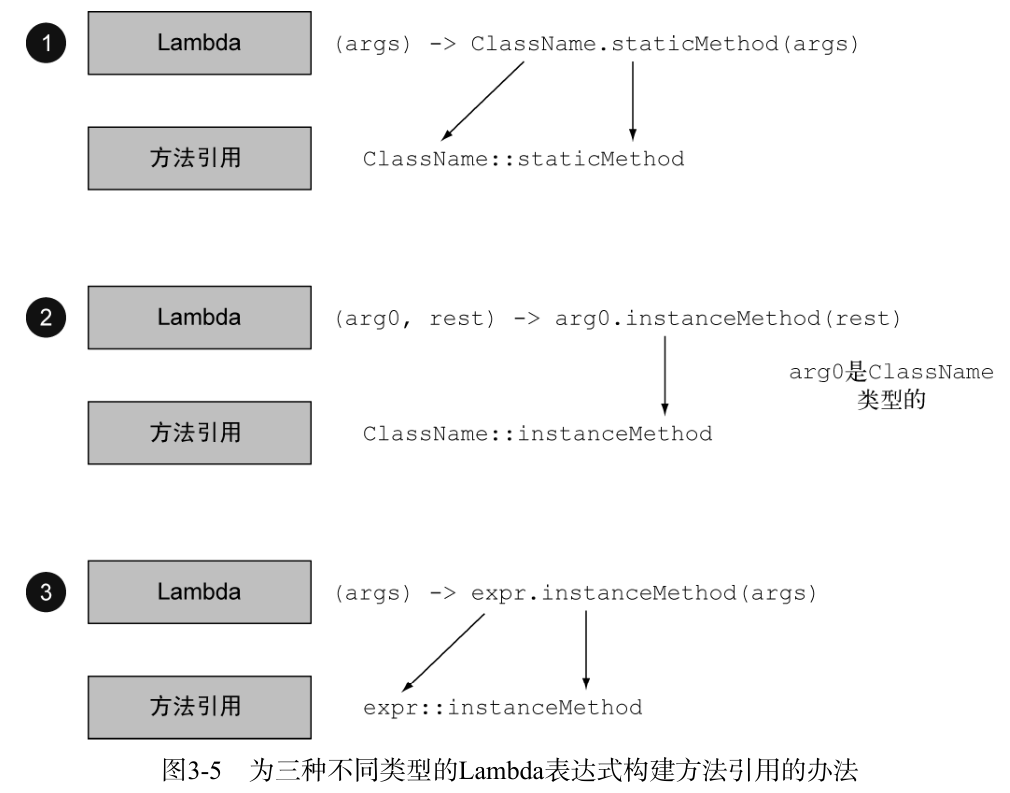 1 Lambda (args) -> ClassName.staticMethod(args)
方法引用 ClassName::staticMethod
2 Lambda (arg0, rest) -> arg0.instanceMethod(rest)
arg0是ClassName
类型的
方法引用 ClassName::instanceMethod
3 Lambda (args) -> expr.instanceMethod(args)
方法引用 expr::instanceMethod
图3-5 为三种不同类型的Lambda表达式构建方法引用的办法